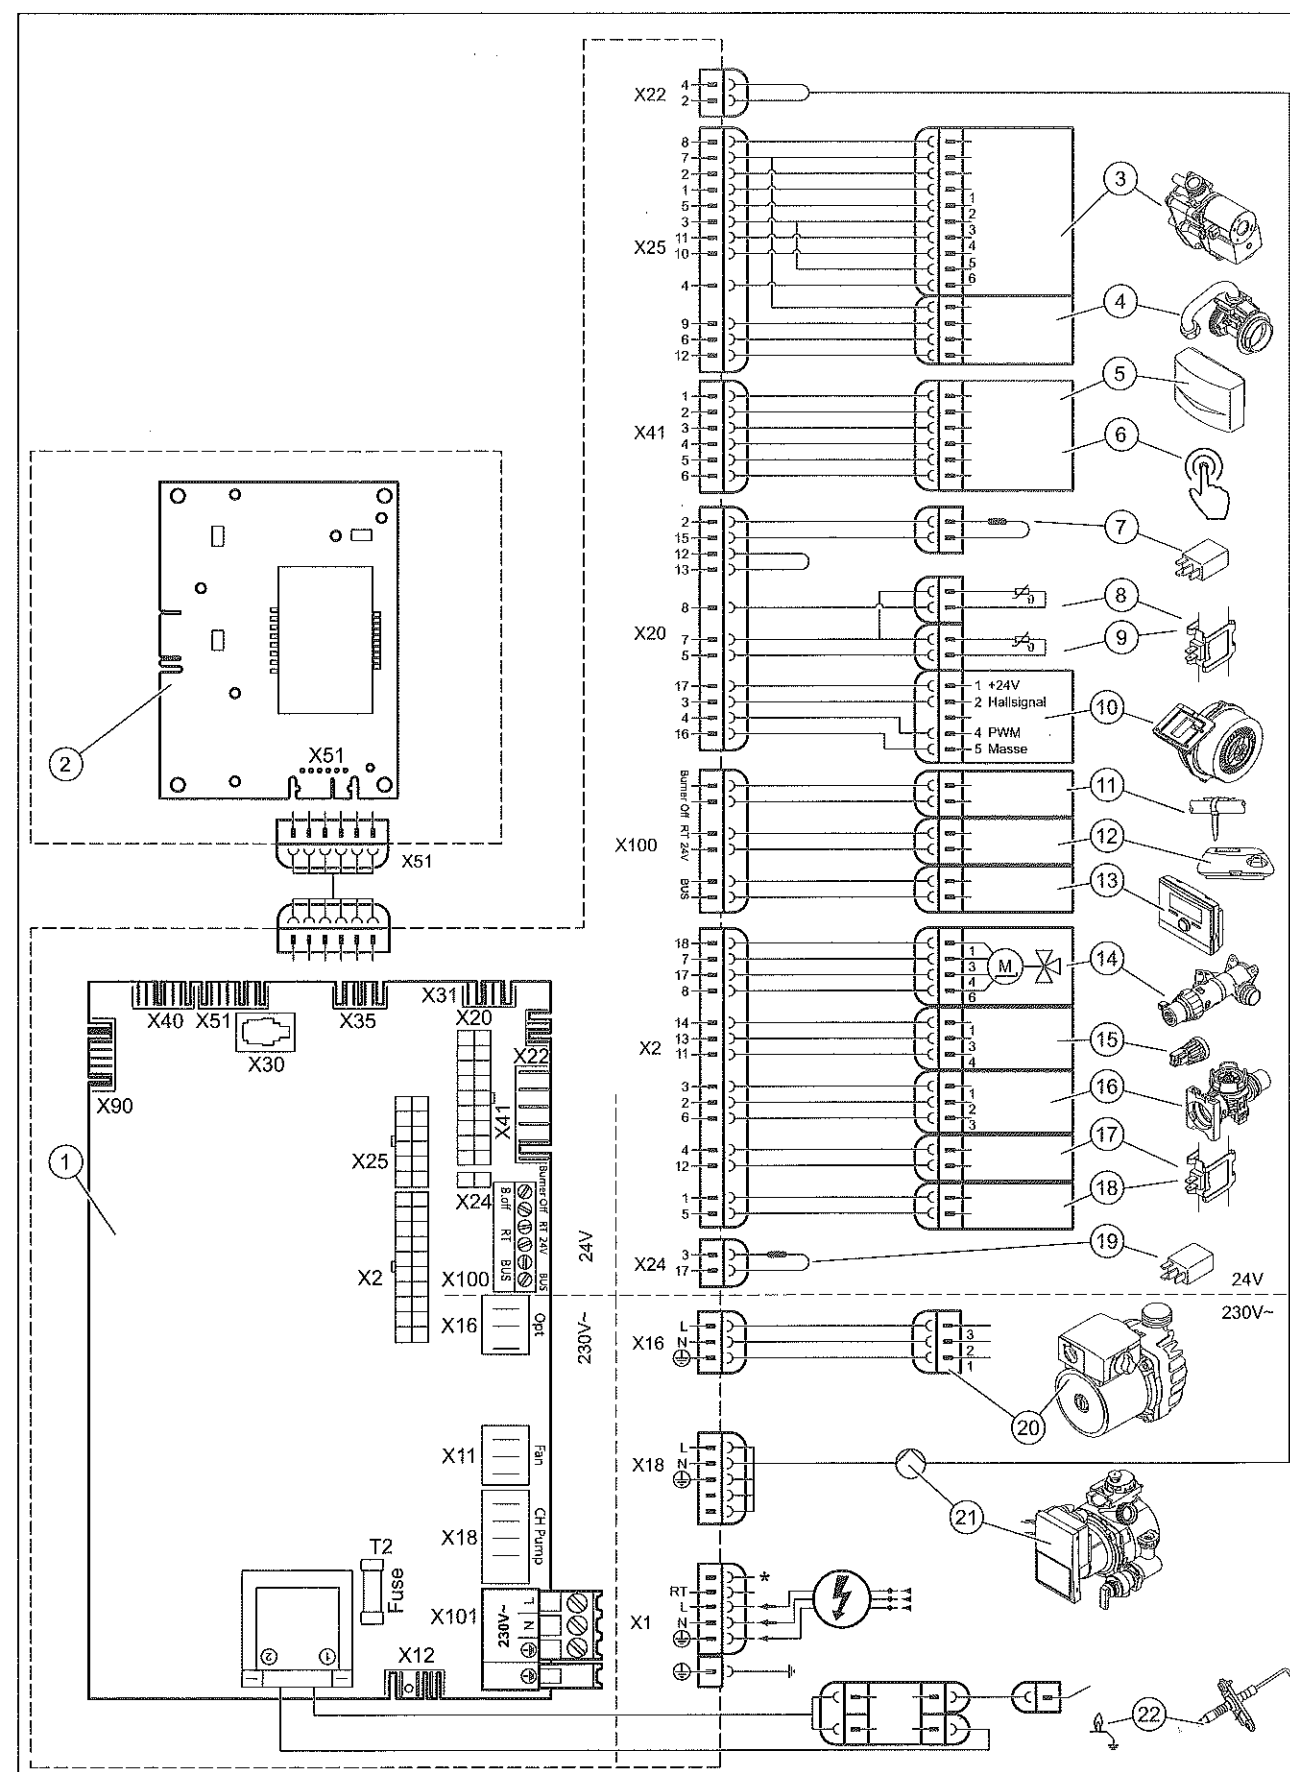 X22
4
2
X25
8
7
2
1
5
3
11
10
4
9
6
12
1
2
3
4
5
6
3
4
X41
1
2
3
4
5
6
5
6
X20
2
15
12
13
8
7
5
17
3
4
16
7
8
9
1 +24V
2 Hallsignal
4 PWM
5 Masse
10
X100
Burner Off
RT 24V
BUS
11
12
13
X2
18
7
17
8
14
13
11
3
2
6
4
12
1
5
1
3
4
6
M
1
3
4
1
2
3
14
15
16
17
18
X24
3
17
19
24V
230V~
X16
L
N
3
2
1
20
X18
L
N
21
X1
*
RT
L
N
22
2
X51
X51
1
X40
X51
X35
X31
X20
X30
X22
X90
X41
X25
X24
Burner Off
RT 24V
BUS
B.off
RT
BUS
X2
X100
24V
230V~
X16
Opt
X11
Fan
X18
CH Pump
T2
Fuse
X101
230V~
L
N
X12
2
1